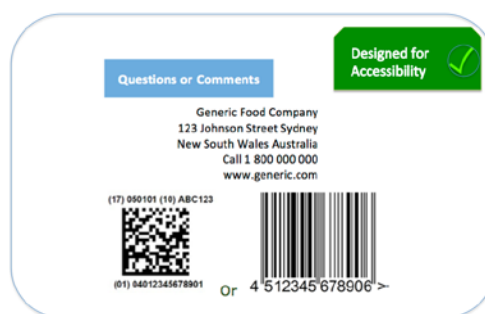 Designed for
Accessibility
Questions or Comments
Generic Food Company
123 Johnson Street Sydney
New South Wales Australia
Call 1 800 000 000
www.generic.com
(17) 050101 (10) ABC123
(01) 04012345678901
Or
4 512345 678906 >